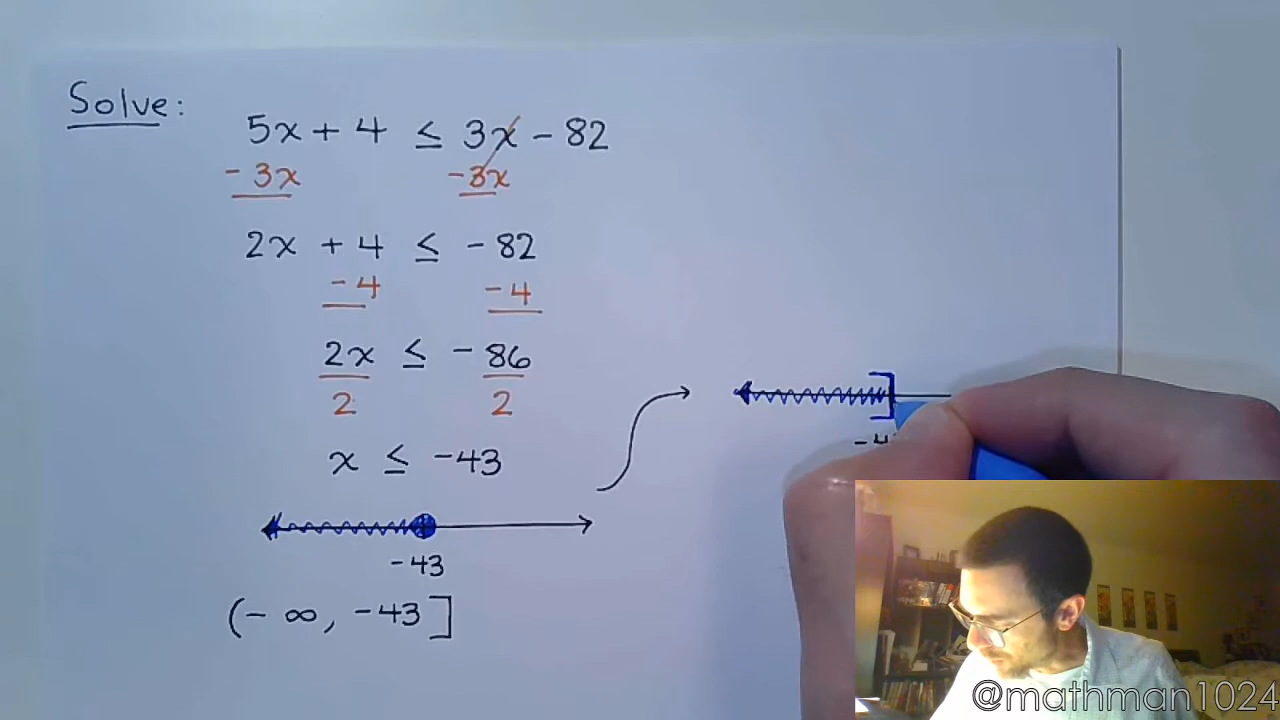 Solve:
5x + 4 ≤ 3x - 82
- 3x -3x
2x + 4 ≤ - 82
- 4 - 4
2x ≤ - 86
2 2
x ≤ -43
-43
(- ∞, -43]
@mathman1024